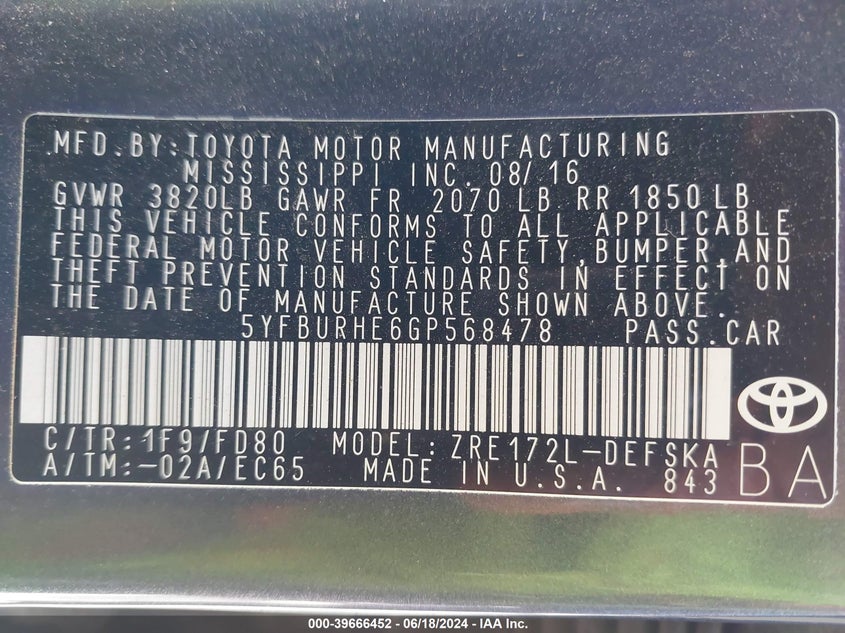 MFD.BY:TOYOTA MOTOR MANUFACTURING
MISSISSIPPI INC. 08/16
GVWR 3820LB GAWR FR 2070 LB RR 1850 LB
THIS VEHICLE CONFORMS TO ALL APPLICABLE
FEDERAL MOTOR VEHICLE SAFETY,BUMPER,AND
THEFT PREVENTION STANDARDS IN EFFECT ON
THE DATE OF MANUFACTURE SHOWN ABOVE.
5YFBURHE6GP568478 PASS.CAR
C/TR:1F9/FD80 MODEL:ZRE172L-DEFSKA
A/TM:-02A/EC65 MADE IN U.S.A. 843 BA
000-39666452 - 06/18/2024 - IAA Inc.